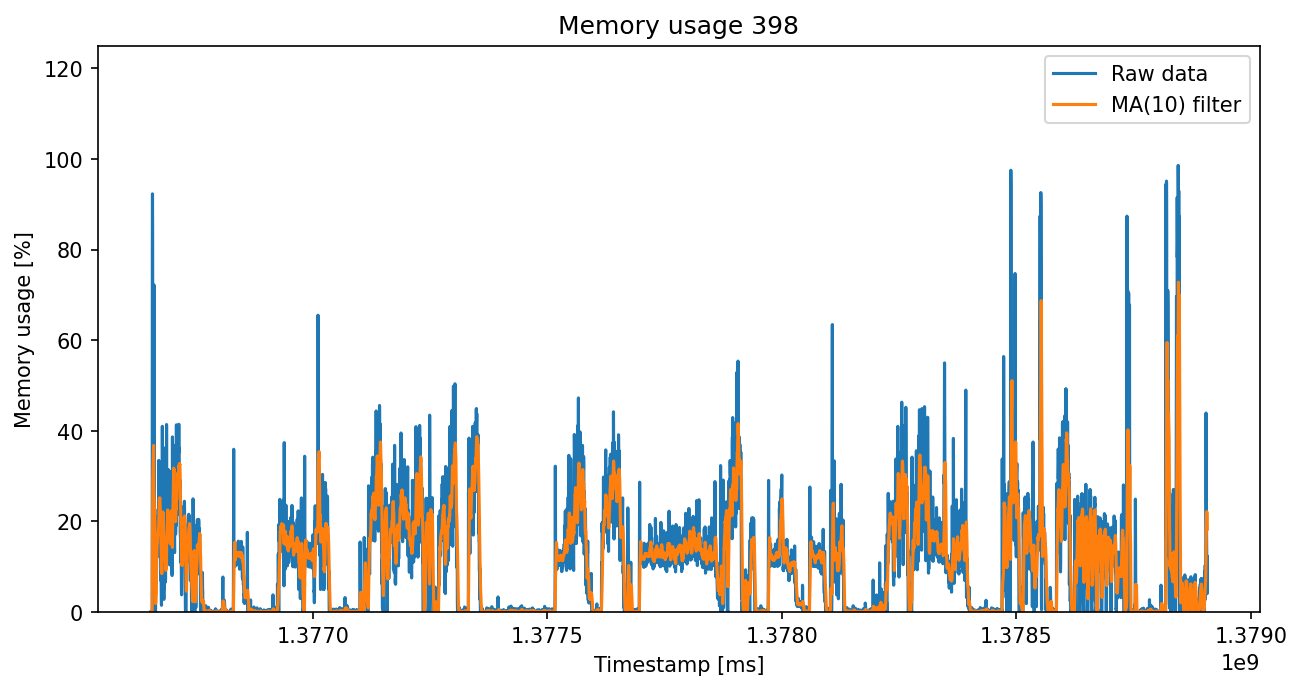 Memory usage 398
Raw data
MA(10) filter
Memory usage [%]
120
100
80
60
40
20
0
1.3770 1.3775 1.3780 1.3785 1.3790
1e9
Timestamp [ms]